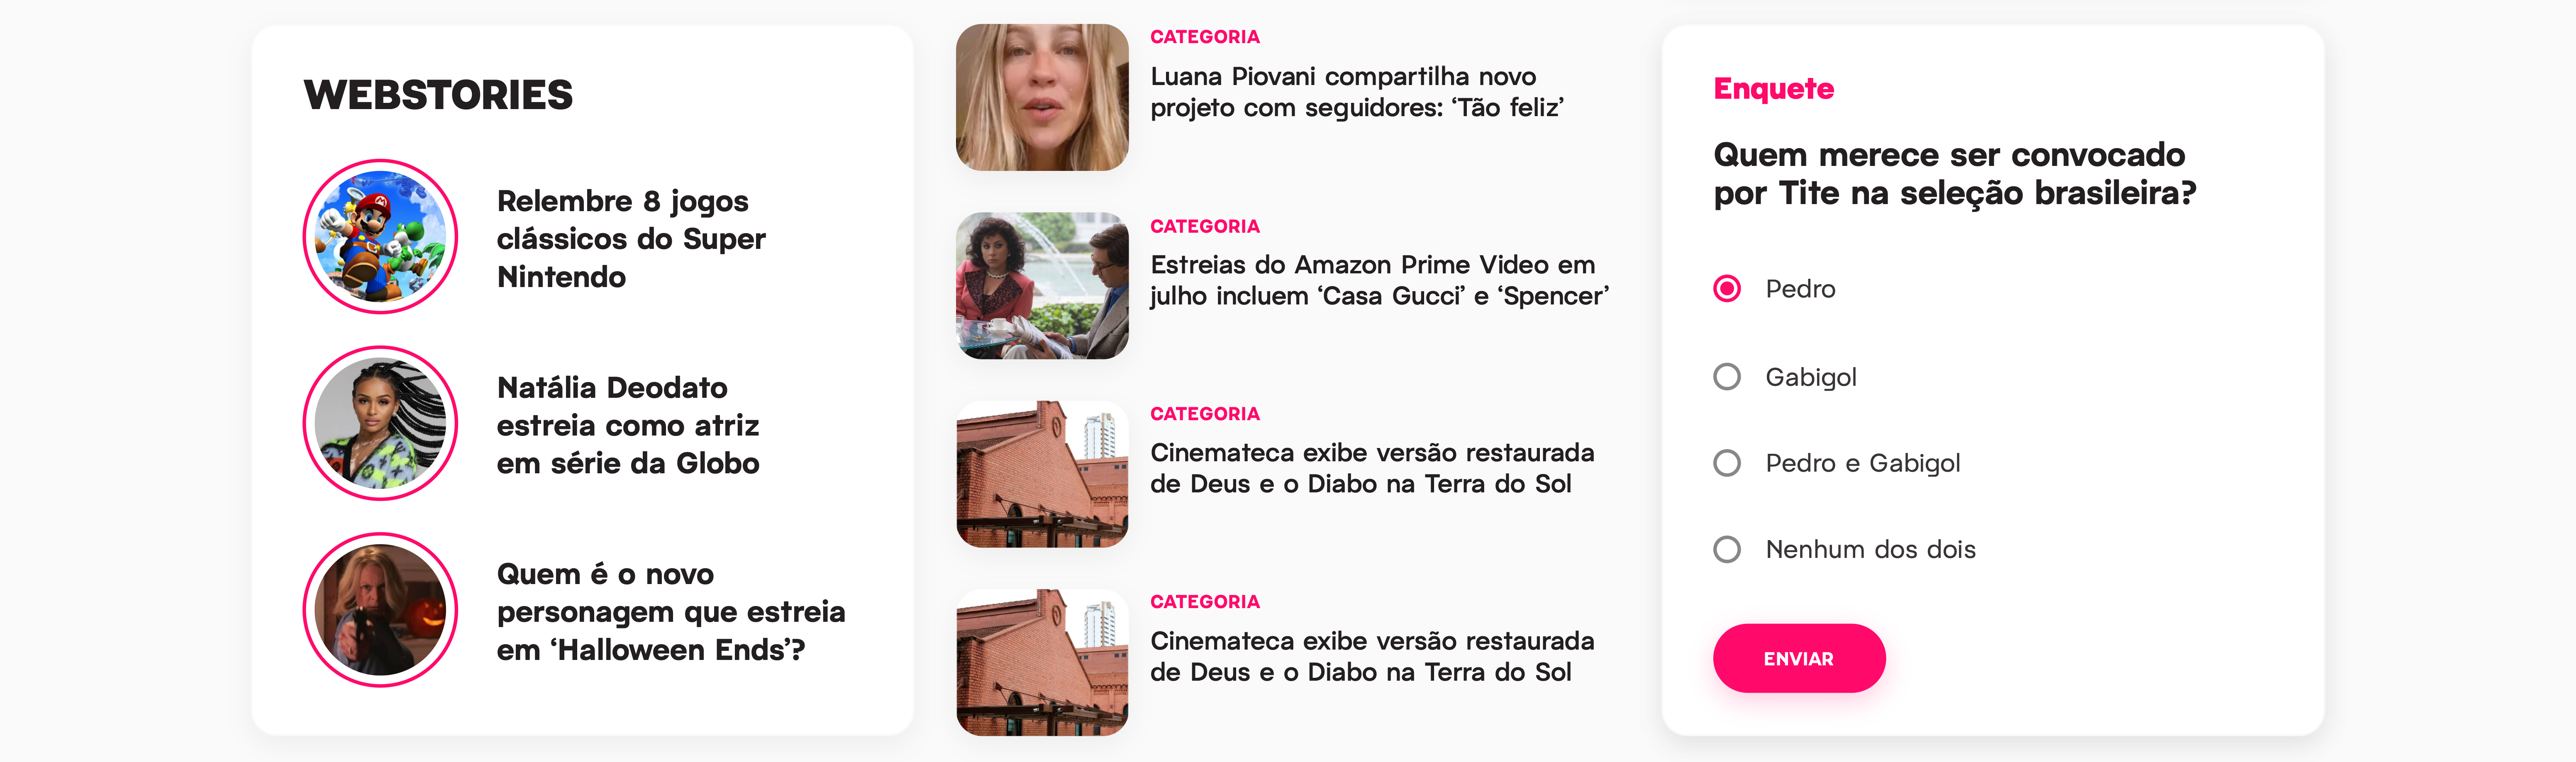 WEBSTORIES
Relembre 8 jogos
clássicos do Super
Nintendo
Natália Deodato
estreia como atriz
em série da Globo
Quem é o novo
personagem que estreia
em ‘Halloween Ends’?
CATEGORIA
Luana Piovani compartilha novo
projeto com seguidores: ‘Tão feliz’
CATEGORIA
Estreias do Amazon Prime Video em
julho incluem ‘Casa Gucci’ e ‘Spencer’
CATEGORIA
Cinemateca exibe versão restaurada
de Deus e o Diabo na Terra do Sol
CATEGORIA
Cinemateca exibe versão restaurada
de Deus e o Diabo na Terra do Sol
Enquete
Quem merece ser convocado
por Tite na seleção brasileira?
Pedro
Gabigol
Pedro e Gabigol
Nenhum dos dois
ENVIAR